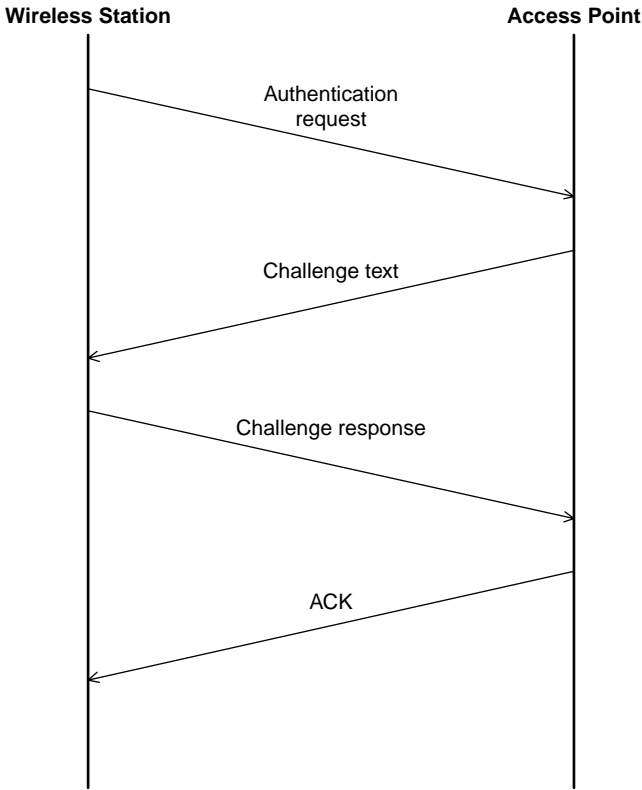 Wireless Station
Access Point
Authentication
request
Challenge text
Challenge response
ACK